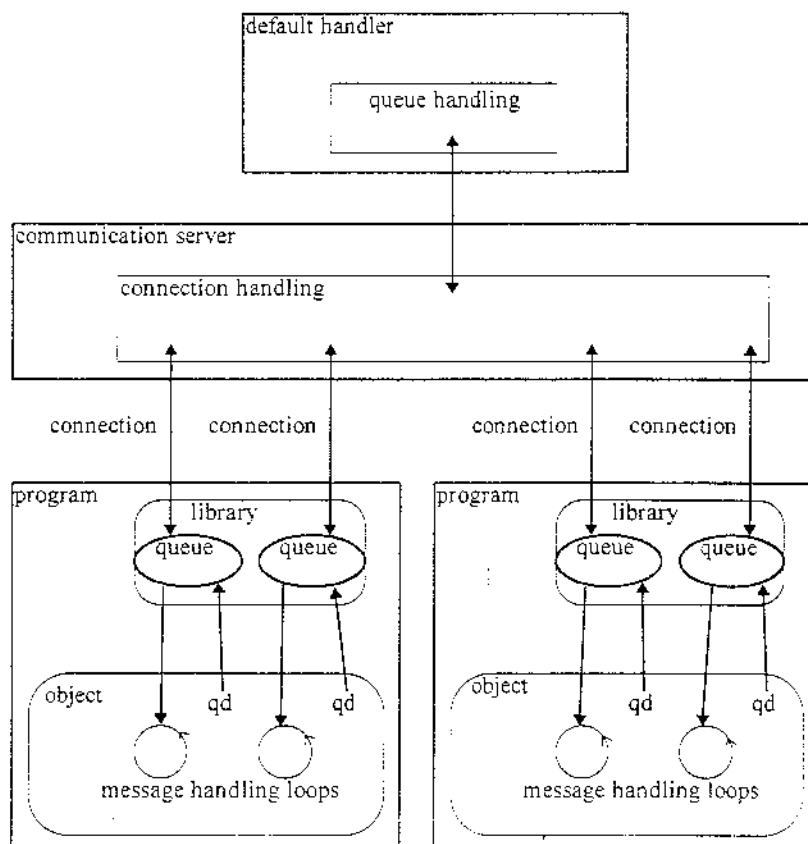 default handler
queue handling
communication server
connection handling
connection connection connection connection
program program
library library
queue queue queue queue
object qd qd object qd qd
message handling loops message handling loops